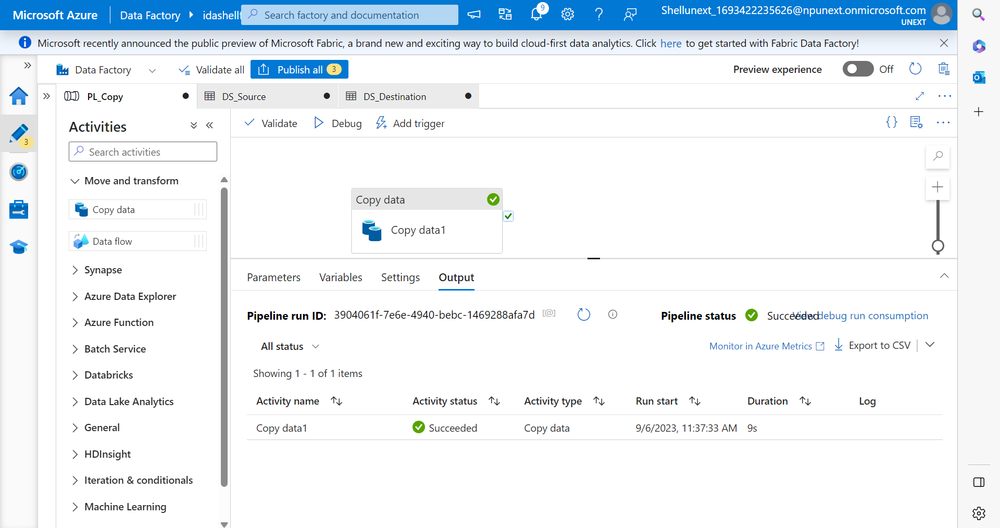 Microsoft Azure
Data Factory
idashellf
Search factory and documentation
9
Shellunext_1693422235626@npunext.onmicrosoft.com
UNEXT
Microsoft recently announced the public preview of Microsoft Fabric, a brand new and exciting way to build cloud-first data analytics. Click here to get started with Fabric Data Factory!
Data Factory
Validate all
Publish all 3
Preview experience
Off
PL_Copy
DS_Source
DS_Destination
3
Activities
Validate
Debug
Add trigger
{}
Search activities
Move and transform
Copy data
Data flow
Synapse
Azure Data Explorer
Azure Function
Batch Service
Databricks
Data Lake Analytics
General
HDInsight
Iteration & conditionals
Machine Learning
Copy data
Copy data1
Parameters
Variables
Settings
Output
Pipeline run ID: 3904061f-7e6e-4940-bebc-1469288afa7d [@]
Pipeline status
Succeeded
View debug run consumption
All status
Monitor in Azure Metrics
Export to CSV
Showing 1 - 1 of 1 items
Activity name Activity status Activity type Run start Duration Log
Copy data1 Succeeded Copy data 9/6/2023, 11:37:33 AM 9s